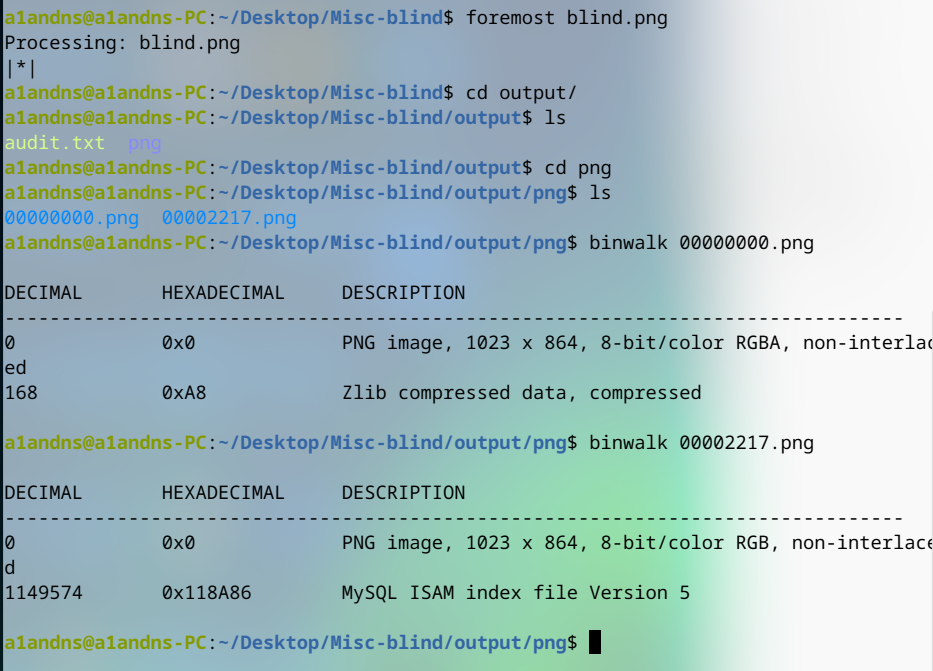 a1andns@a1andns-PC:~/Desktop/Misc-blind$ foremost blind.png
Processing: blind.png
|*|
a1andns@a1andns-PC:~/Desktop/Misc-blind$ cd output/
a1andns@a1andns-PC:~/Desktop/Misc-blind/output$ ls
audit.txt  png
a1andns@a1andns-PC:~/Desktop/Misc-blind/output$ cd png
a1andns@a1andns-PC:~/Desktop/Misc-blind/output/png$ ls
00000000.png  00002217.png
a1andns@a1andns-PC:~/Desktop/Misc-blind/output/png$ binwalk 00000000.png
DECIMAL       HEXADECIMAL     DESCRIPTION
--------------------------------------------------------------------------------
0             0x0             PNG image, 1023 x 864, 8-bit/color RGBA, non-interlac
ed
168           0xA8            Zlib compressed data, compressed
a1andns@a1andns-PC:~/Desktop/Misc-blind/output/png$ binwalk 00002217.png
DECIMAL       HEXADECIMAL     DESCRIPTION
--------------------------------------------------------------------------------
0             0x0             PNG image, 1023 x 864, 8-bit/color RGB, non-interlace
d
1149574       0x118A86        MySQL ISAM index file Version 5
a1andns@a1andns-PC:~/Desktop/Misc-blind/output/png$